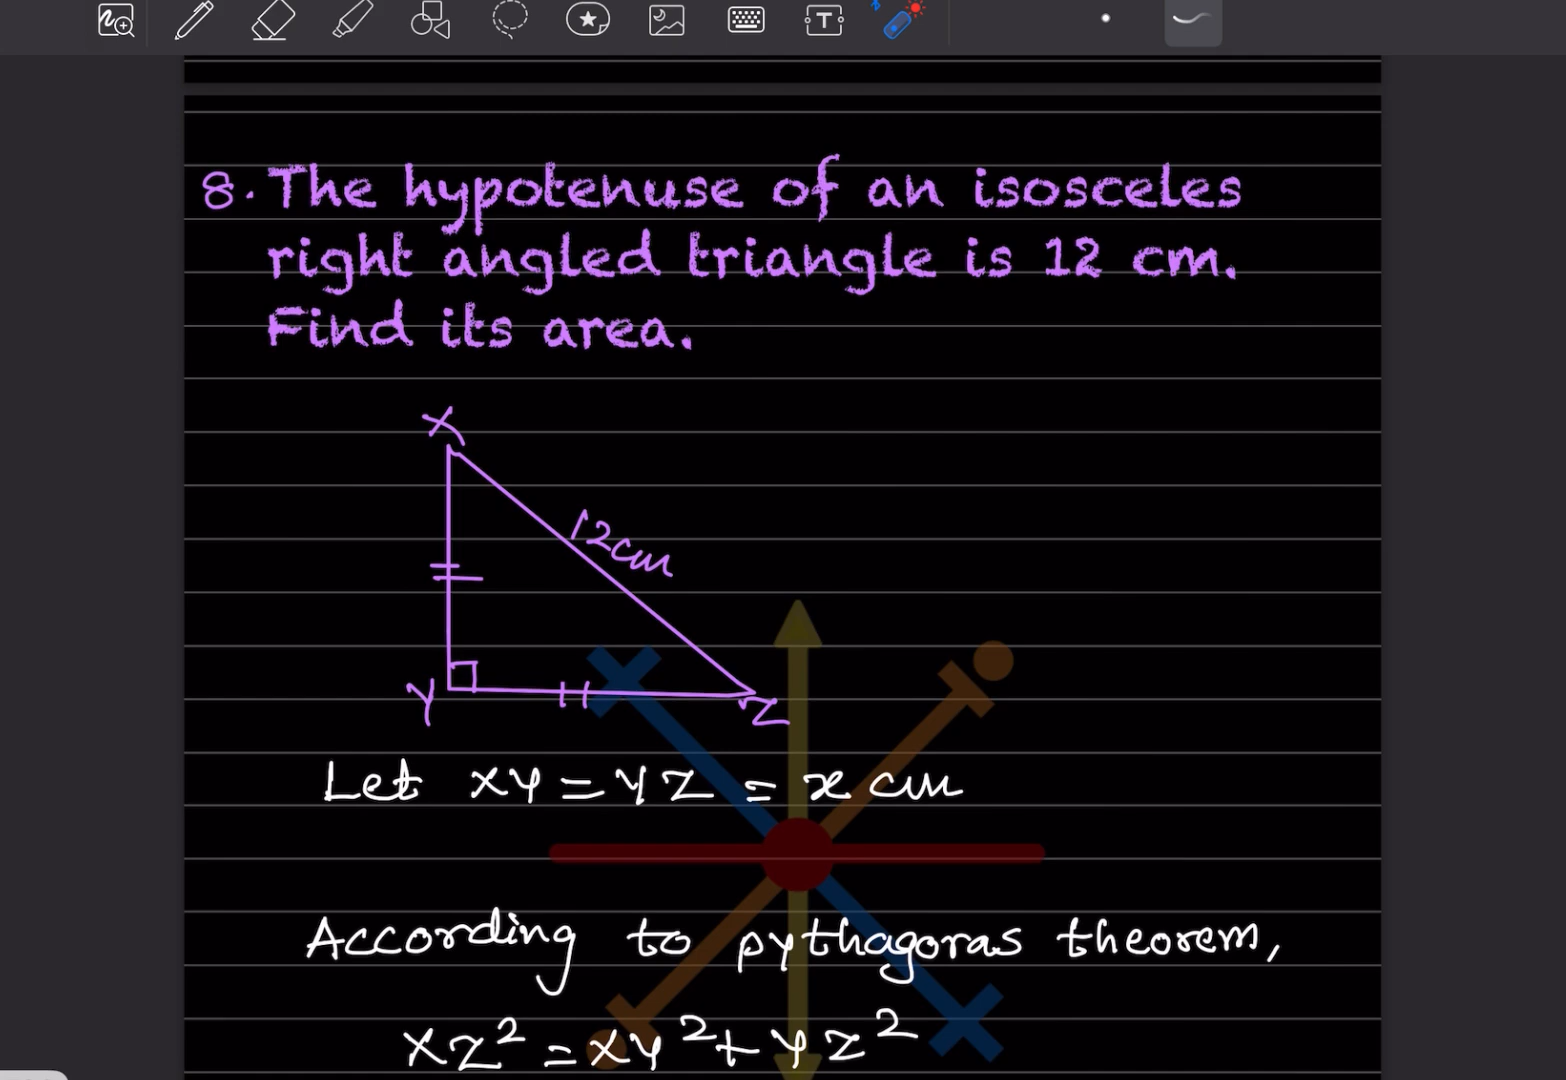 8. The hypotenuse of an isosceles
right angled triangle is 12 cm.
Find its area.
X
12cm
Y
Z
Let XY = YZ = x cm
According to pythagoras theorem,
XZ² = XY² + YZ²